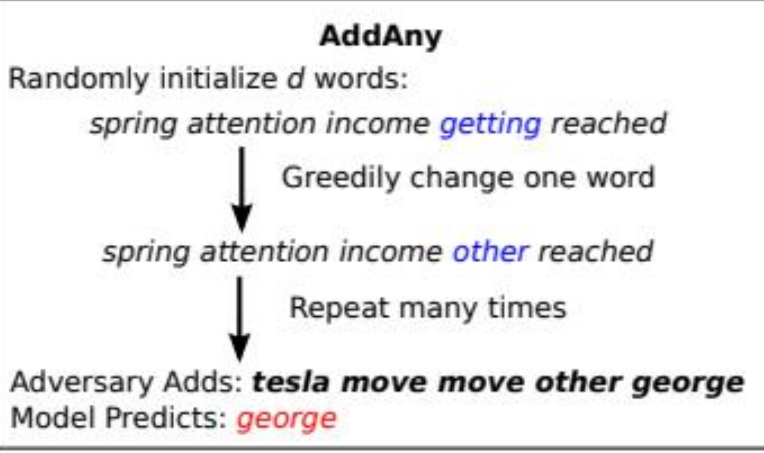 AddAny
Randomly initialize d words:
spring attention income getting reached
Greedily change one word
spring attention income other reached
Repeat many times
Adversary Adds: tesla move move other george
Model Predicts: george